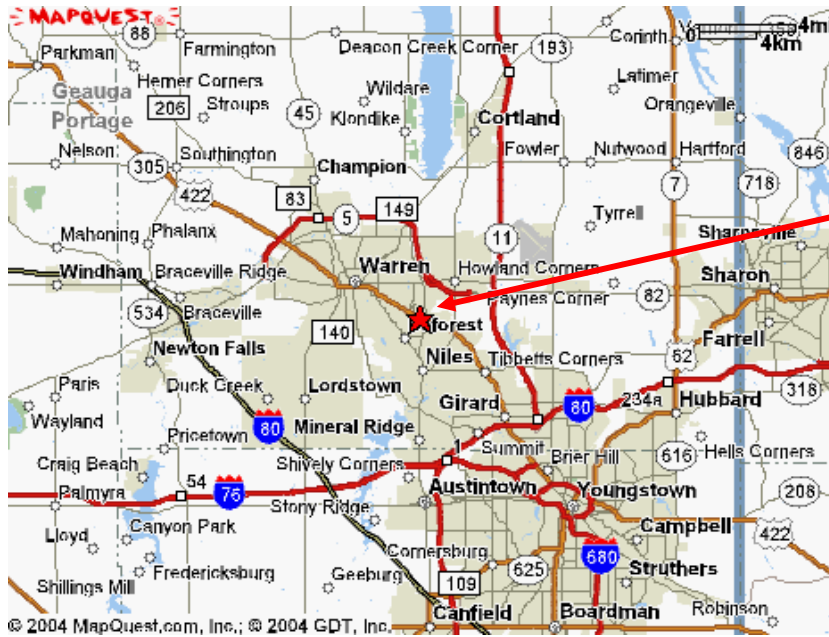 MAPQUEST
88
Farmington
Deacon Creek Corner
193
Corinth
4m
0
4km
Parkman
Herner Corners
Wildare
Latimer
Geauga
Portage
206
Stroups
45
Klondike
Cortland
Orangeville
Nelson
305
Southington
Champion
Fowler
Nutwood
Hartford
846
422
83
5
149
7
718
Tyrrell
Mahoning
Phalanx
11
Sharpsville
Windham
Braceville Ridge
Warren
Howland Corners
Sharon
Paynes Corner
82
534
Braceville
140
Newton Falls
Niles
Tibbetts Corners
62
Farrell
Paris
Duck Creek
Lordstown
318
Wayland
80
Girard
80
234a
Hubbard
Mineral Ridge
Pricetown
1
Summit
616
Hells Corners
Craig Beach
54
Shively Corners
Brier Hill
Palmyra
76
Austintown
Youngstown
208
Stony Ridge
Lloyd
Canyon Park
Campbell
422
Cornersburg
680
Fredericksburg
625
Struthers
Shillings Mill
Geeburg
109
Canfield
Boardman
Robinson
© 2004 MapQuest.com, Inc.; © 2004 GDT, Inc.